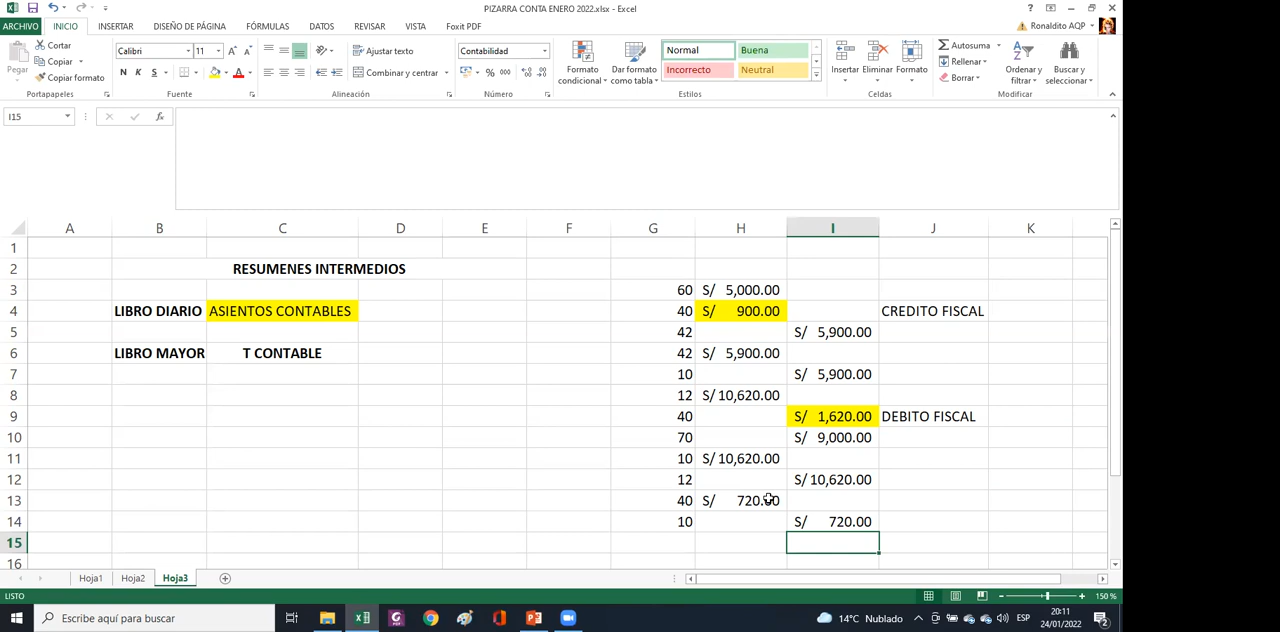 PIZARRA CONTA ENERO 2022.xlsx - Excel
ARCHIVO INICIO INSERTAR DISEÑO DE PÁGINA FÓRMULAS DATOS REVISAR VISTA Foxit PDF Ronaldito AQP
Pegar
Cortar
Copiar
Copiar formato
Portapapeles
Calibri 11
N K S
Fuente
Ajustar texto
Combinar y centrar
Alineación
Contabilidad
% 000
Número
Formato condicional
Dar formato como tabla
Normal Buena
Incorrecto Neutral
Estilos
Insertar Eliminar Formato
Celdas
Autosuma
Rellenar
Borrar
Ordenar y filtrar
Buscar y seleccionar
Modificar
I15 fx
A B C D E F G H I J K
1
2 RESUMENES INTERMEDIOS
3 60 S/ 5,000.00
4 LIBRO DIARIO ASIENTOS CONTABLES 40 S/ 900.00 CREDITO FISCAL
5 42 S/ 5,900.00
6 LIBRO MAYOR T CONTABLE 42 S/ 5,900.00
7 10 S/ 5,900.00
8 12 S/ 10,620.00
9 40 S/ 1,620.00 DEBITO FISCAL
10 70 S/ 9,000.00
11 10 S/ 10,620.00
12 12 S/ 10,620.00
13 40 S/ 720.00
14 10 S/ 720.00
15
16
Hoja1 Hoja2 Hoja3
LISTO 150 %
Escribe aquí para buscar
14°C Nublado ESP
20:11
24/01/2022
2